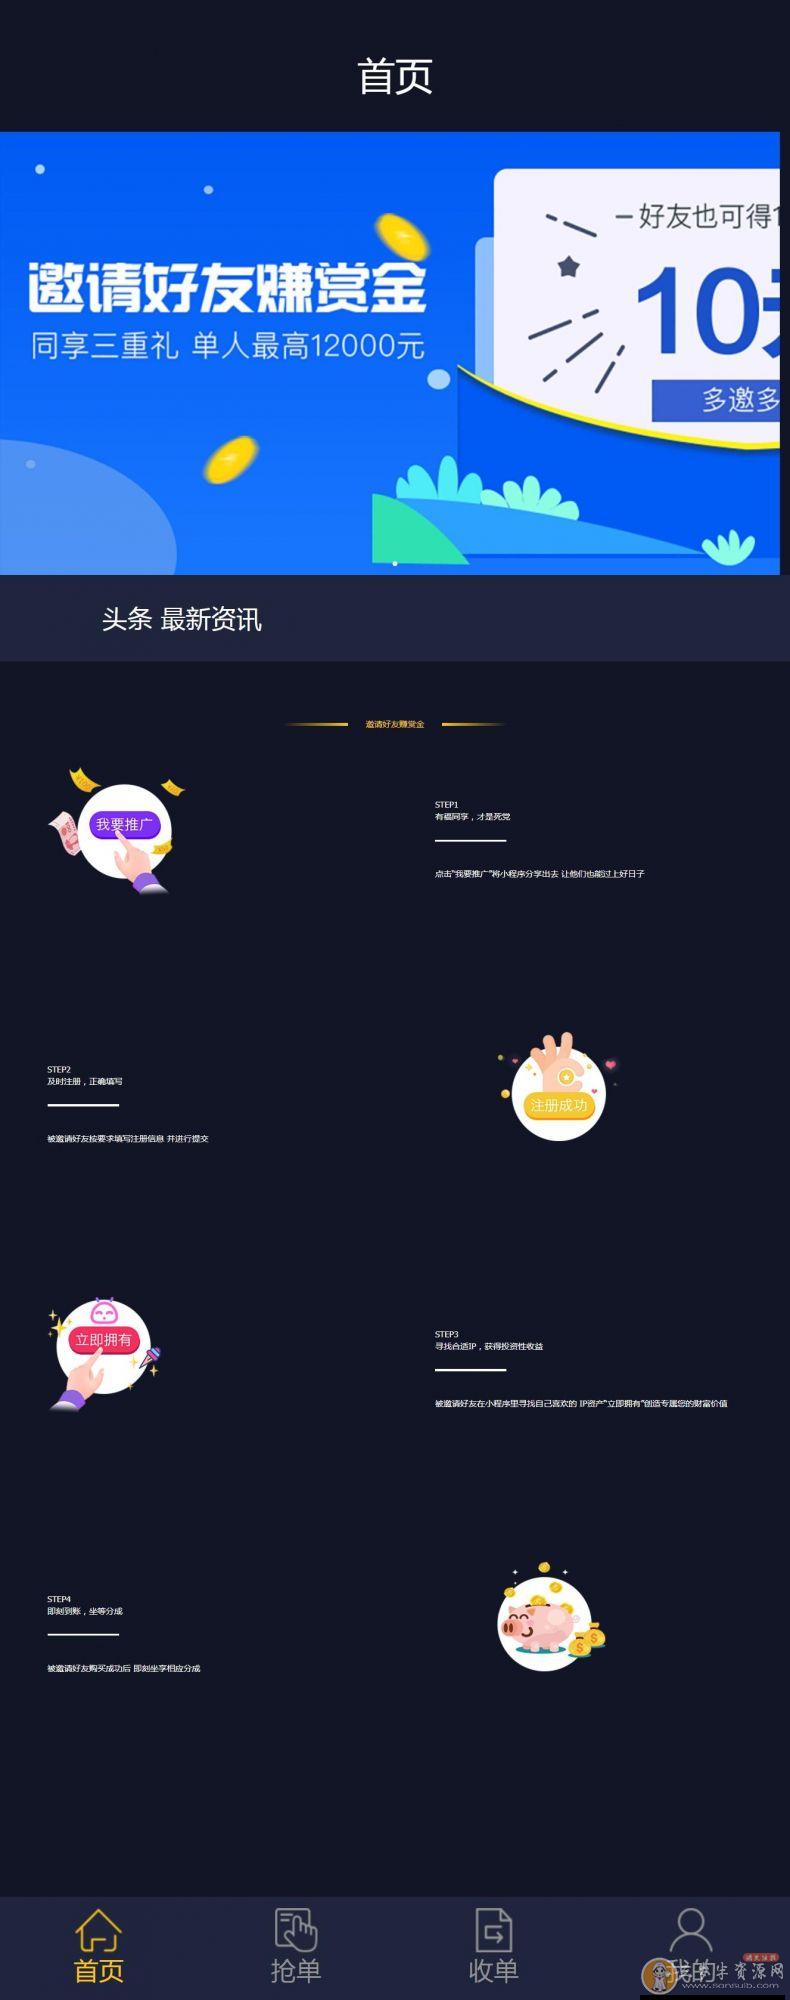 首页
一好友也可得1
邀请好友赚赏金
10元
同享三重礼 单人最高12000元
多邀多
头条 最新资讯
邀请好友赚赏金
我要推广
STEP1
有福同享，才是死党
点击"我要推广"将小程序分享出去 让他们也能过上好日子
STEP2
及时注册，正确填写
被邀请好友按要求填写注册信息 并进行提交
注册成功
立即拥有
STEP3
寻找合适IP，获得投资性收益
被邀请好友在小程序里寻找自己喜欢的 IP资产"立即拥有"创造专属您的财富价值
STEP4
即刻到账，坐等分成
被邀请好友购买成功后 即刻坐享相应分成
首页
抢单
收单
我的
资源网
www.sansuib.com